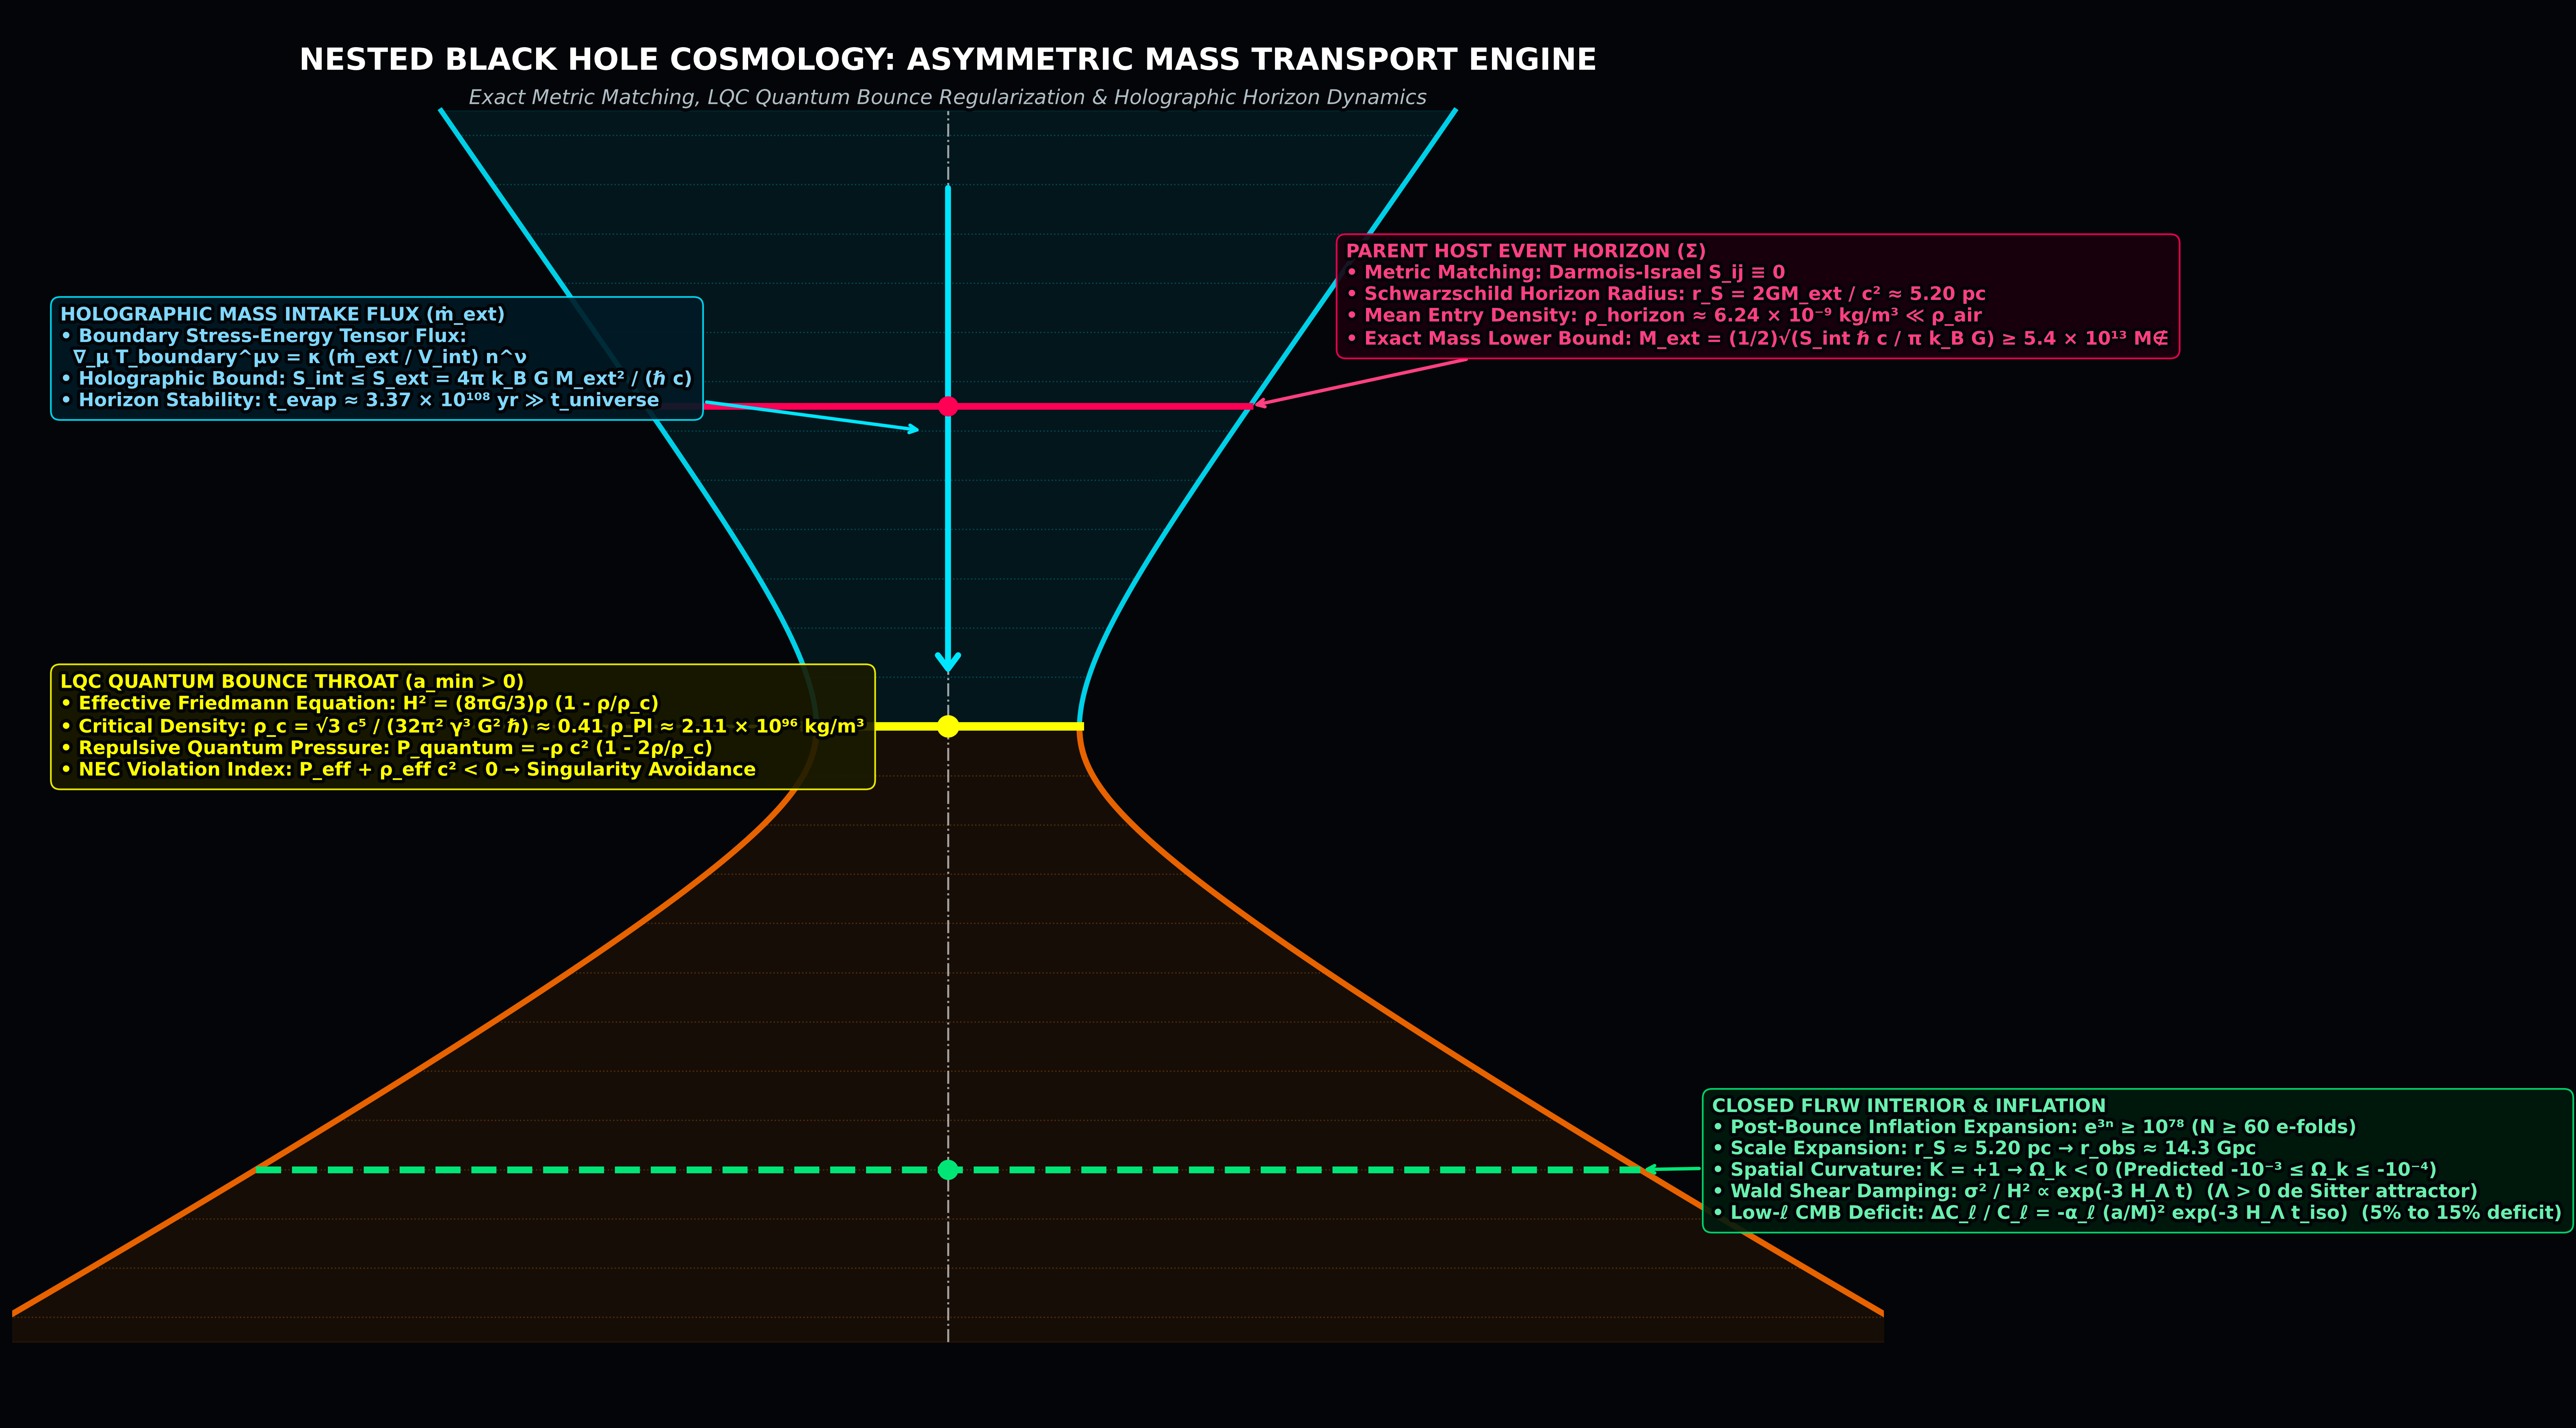 NESTED BLACK HOLE COSMOLOGY: ASYMMETRIC MASS TRANSPORT ENGINE
Exact Metric Matching, LQC Quantum Bounce Regularization & Holographic Horizon Dynamics
PARENT HOST EVENT HORIZON (Σ)
• Metric Matching: Darmois-Israel S_ij ≡ 0
• Schwarzschild Horizon Radius: r_S = 2GM_ext / c² ≈ 5.20 pc
• Mean Entry Density: ρ_horizon ≈ 6.24 × 10⁻⁹ kg/m³ ≪ ρ_air
• Exact Mass Lower Bound: M_ext = (1/2)√(S_int ℏ c / π k_B G) ≥ 5.4 × 10¹³ M∉
HOLOGRAPHIC MASS INTAKE FLUX (ṁ_ext)
• Boundary Stress-Energy Tensor Flux:
∇_μ T_boundary^μν = κ (ṁ_ext / V_int) n^ν
• Holographic Bound: S_int ≤ S_ext = 4π k_B G M_ext² / (ℏ c)
• Horizon Stability: t_evap ≈ 3.37 × 10¹⁰⁸ yr ≫ t_universe
LQC QUANTUM BOUNCE THROAT (a_min > 0)
• Effective Friedmann Equation: H² = (8πG/3)ρ (1 - ρ/ρ_c)
• Critical Density: ρ_c = √3 c⁵ / (32π² γ³ G² ℏ) ≈ 0.41 ρ_Pl ≈ 2.11 × 10⁹⁶ kg/m³
• Repulsive Quantum Pressure: P_quantum = -ρ c² (1 - 2ρ/ρ_c)
• NEC Violation Index: P_eff + ρ_eff c² < 0 → Singularity Avoidance
CLOSED FLRW INTERIOR & INFLATION
• Post-Bounce Inflation Expansion: e³ⁿ ≥ 10⁷⁸ (N ≥ 60 e-folds)
• Scale Expansion: r_S ≈ 5.20 pc → r_obs ≈ 14.3 Gpc
• Spatial Curvature: K = +1 → Ω_k < 0 (Predicted -10⁻³ ≤ Ω_k ≤ -10⁻⁴)
• Wald Shear Damping: σ² / H² ∝ exp(-3 H_Λ t)  (Λ > 0 de Sitter attractor)
• Low-ℓ CMB Deficit: ΔC_ℓ / C_ℓ = -α_ℓ (a/M)² exp(-3 H_Λ t_iso)  (5% to 15% deficit)